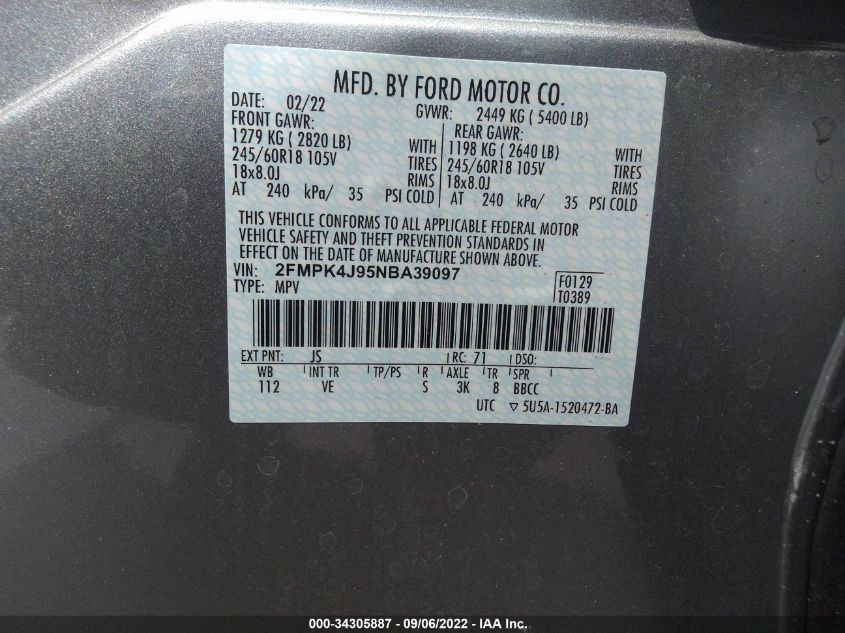 MFD. BY FORD MOTOR CO.
DATE: 02/22 GVWR: 2449 KG ( 5400 LB)
FRONT GAWR: REAR GAWR:
1279 KG ( 2820 LB) WITH 1198 KG ( 2640 LB) WITH
245/60R18 105V TIRES 245/60R18 105V TIRES
18x8.0J RIMS 18x8.0J RIMS
AT 240 kPa/ 35 PSI COLD AT 240 kPa/ 35 PSI COLD
THIS VEHICLE CONFORMS TO ALL APPLICABLE FEDERAL MOTOR
VEHICLE SAFETY AND THEFT PREVENTION STANDARDS IN
EFFECT ON THE DATE OF MANUFACTURE SHOWN ABOVE.
VIN: 2FMPK4J95NBA39097 F0129
TYPE: MPV T0389
EXT PNT: JS RC: 71 DSO:
WB INT TR TP/PS R AXLE TR SPR
112 VE S 3K 8 BBCC
UTC ▽ 5U5A-1520472-BA
000-34305887 - 09/06/2022 - IAA Inc.